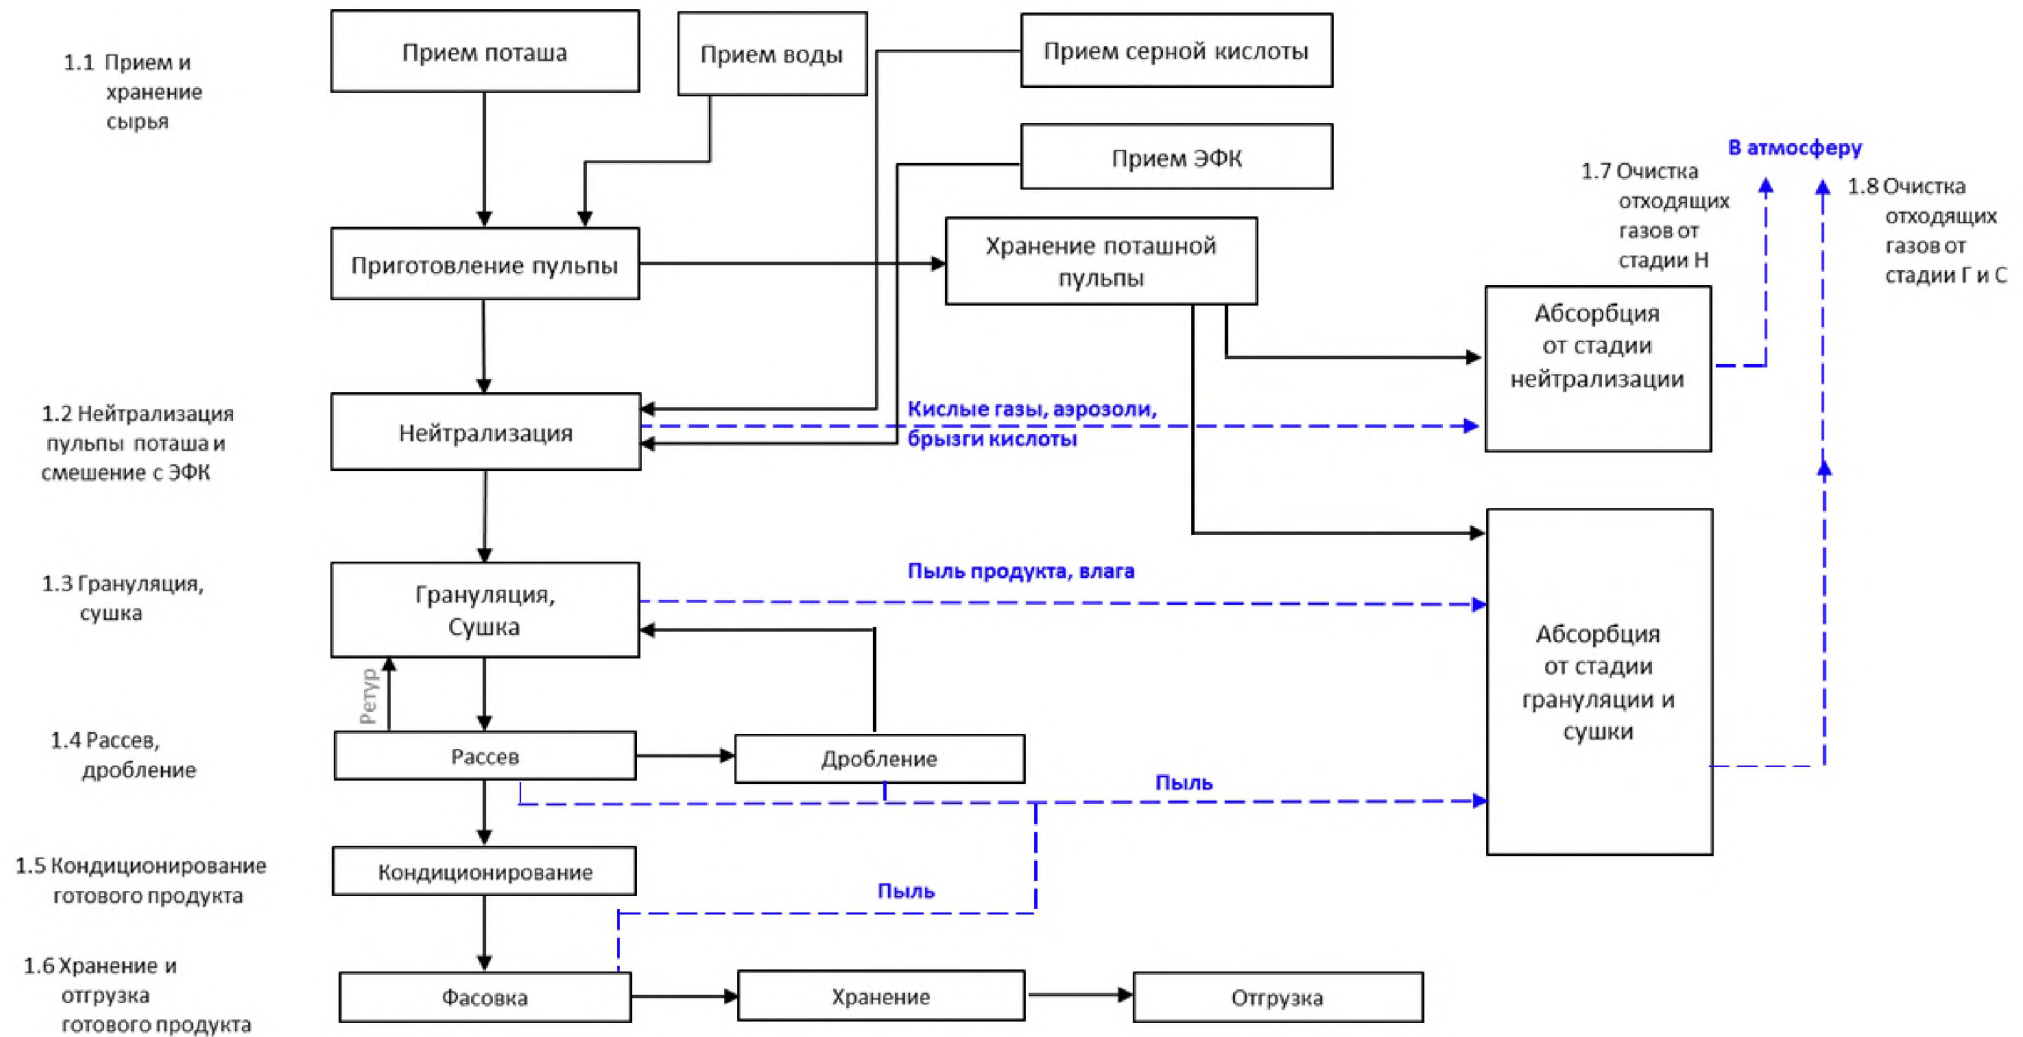 1.1 Прием и
хранение
сырья
Прием поташа
Прием воды
Прием серной кислоты
Прием ЭФК
В атмосферу
1.7 Очистка
отходящих
газов от
стадии Н
1.8 Очистка
отходящих
газов от
стадии Г и С
Приготовление пульпы
Хранение поташной
пульпы
Абсорбция
от стадии
нейтрализации
1.2 Нейтрализация
пульпы поташа и
смешение с ЭФК
Нейтрализация
Кислые газы, аэрозоли,
брызги кислоты
1.3 Грануляция,
сушка
Грануляция,
Сушка
Пыль продукта, влага
Абсорбция
от стадии
грануляции и
сушки
Ретур
1.4 Рассев,
дробление
Рассев
Дробление
Пыль
1.5 Кондиционирование
готового продукта
Кондиционирование
Пыль
1.6 Хранение и
отгрузка
готового продукта
Фасовка
Хранение
Отгрузка